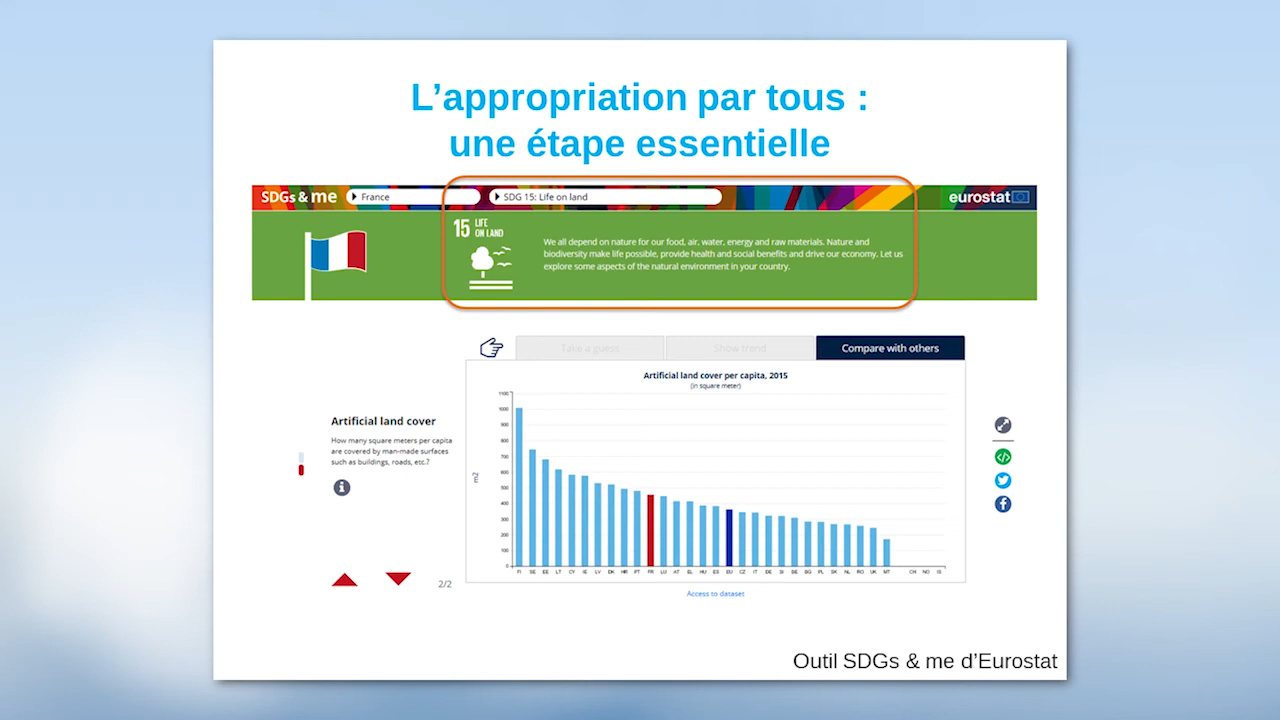 L’appropriation par tous :
une étape essentielle
SDGs & me
France
SDG 15: Life on land
eurostat
15 LIFE
ON LAND
We all depend on nature for our food, air, water, energy and raw materials. Nature and
biodiversity make life possible, provide health and social benefits and drive our economy. Let us
explore some aspects of the natural environment in your country.
Take a guess
Show trend
Compare with others
Artificial land cover per capita, 2015
(in square meter)
Artificial land cover
How many square meters per capita
are covered by man-made surfaces
such as buildings, roads, etc.?
m2
1100
1000
900
800
700
600
500
400
300
200
100
0
FI SE EE LT CY IE LV DK HR PT FR LU AT EL HU ES EU CZ IT DE SI BE BG PL SK NL RO UK MT CH NO IS
2/2
Access to dataset
Outil SDGs & me d’Eurostat